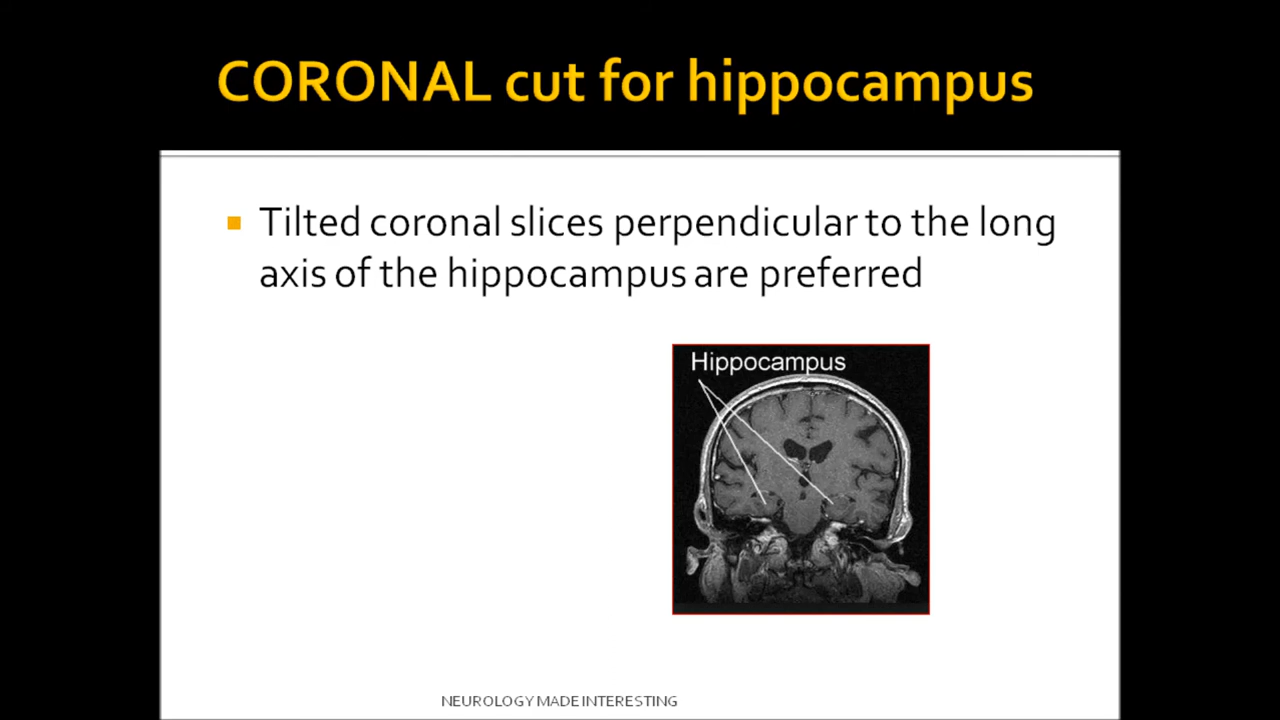 CORONAL cut for hippocampus
Tilted coronal slices perpendicular to the long
axis of the hippocampus are preferred
Hippocampus
NEUROLOGY MADE INTERESTING